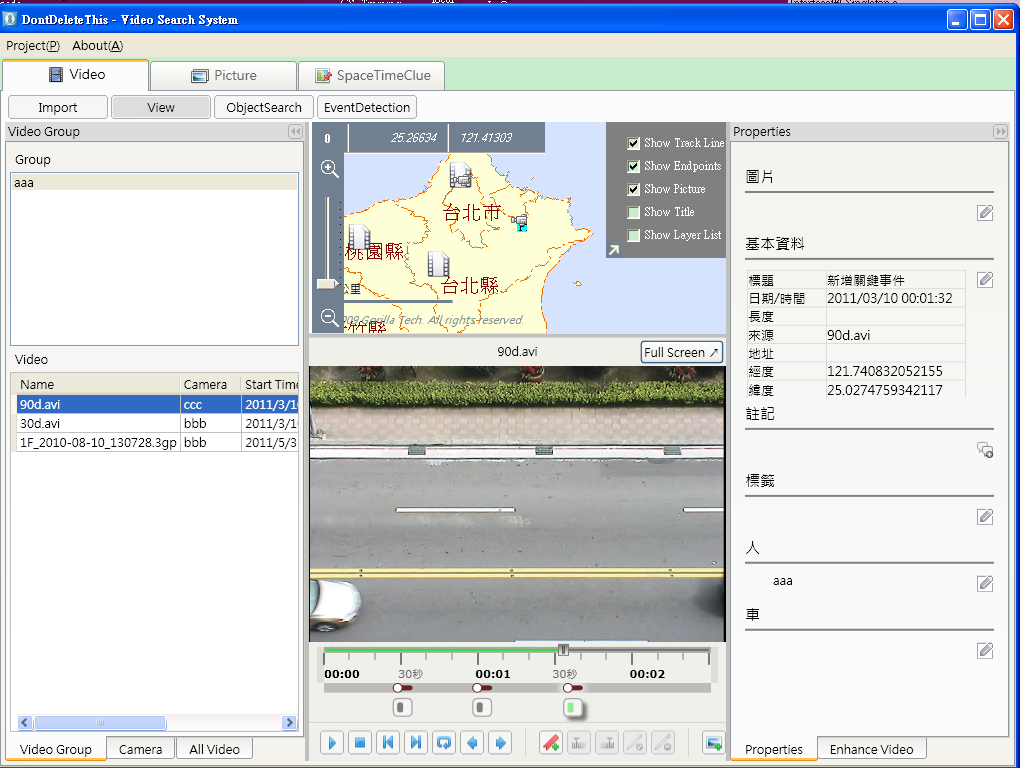 DontDeleteThis - Video Search System
Project(P) About(A)
Video Picture SpaceTimeClue
Import View ObjectSearch EventDetection
Video Group
Group
aaa
Video
Name Camera Start Time
90d.avi ccc 2011/3/10
30d.avi bbb 2011/3/10
1F_2010-08-10_130728.3gp bbb 2011/5/3
Video Group Camera All Video
0 25.26634 121.41303
Show Track Line
Show Endpoints
Show Picture
Show Title
Show Layer List
台北市
桃園縣
台北縣
公里
竹縣
009 Gorilla Tech. All rights reserved.
90d.avi Full Screen ↗
00:00 30秒 00:01 30秒 00:02
Properties
圖片
基本資料
標題 新增關鍵事件
日期/時間 2011/03/10 00:01:32
長度
來源 90d.avi
地址
經度 121.740832052155
緯度 25.0274759342117
註記
標籤
人
aaa
車
Properties Enhance Video